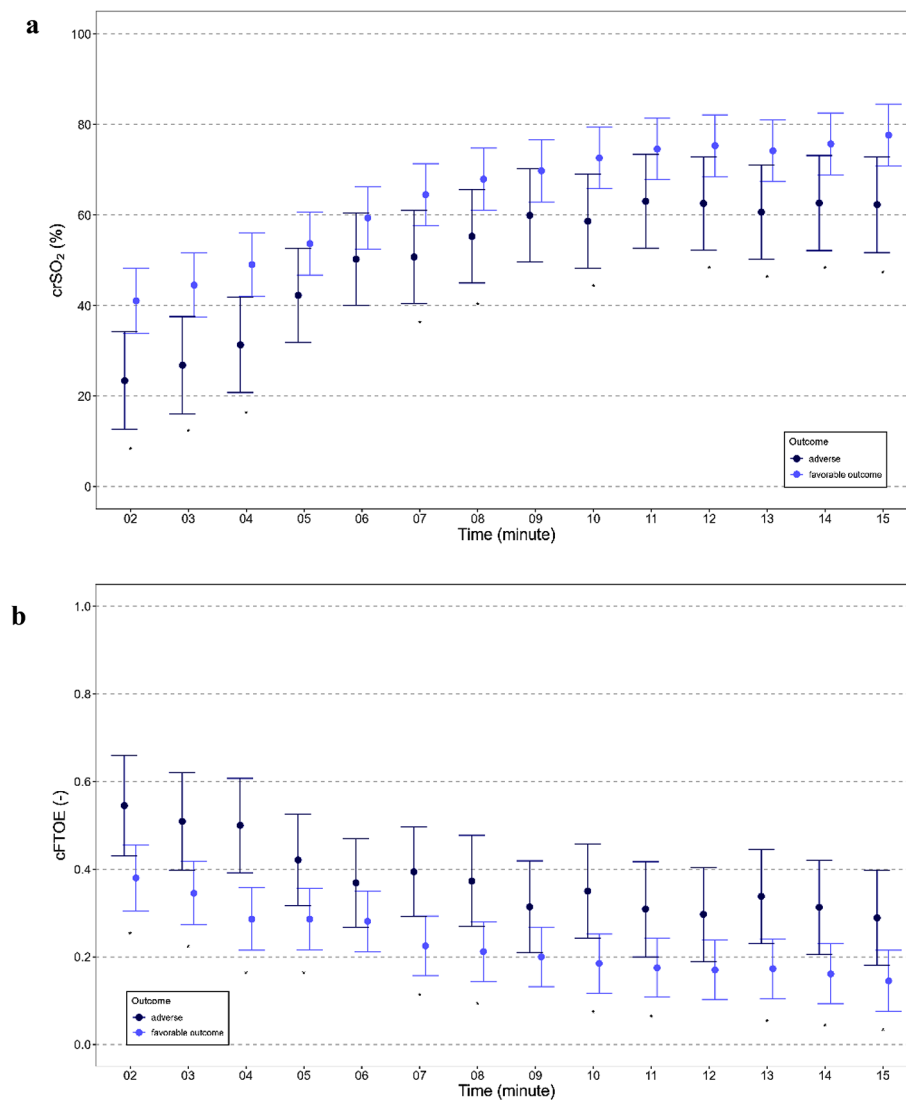 a
100
80
60
40
20
0
crSO₂ (%)
Outcome
adverse
favorable outcome
02 03 04 05 06 07 08 09 10 11 12 13 14 15
Time (minute)
b
1.0
0.8
0.6
0.4
0.2
0.0
cFTOE (-)
Outcome
adverse
favorable outcome
02 03 04 05 06 07 08 09 10 11 12 13 14 15
Time (minute)